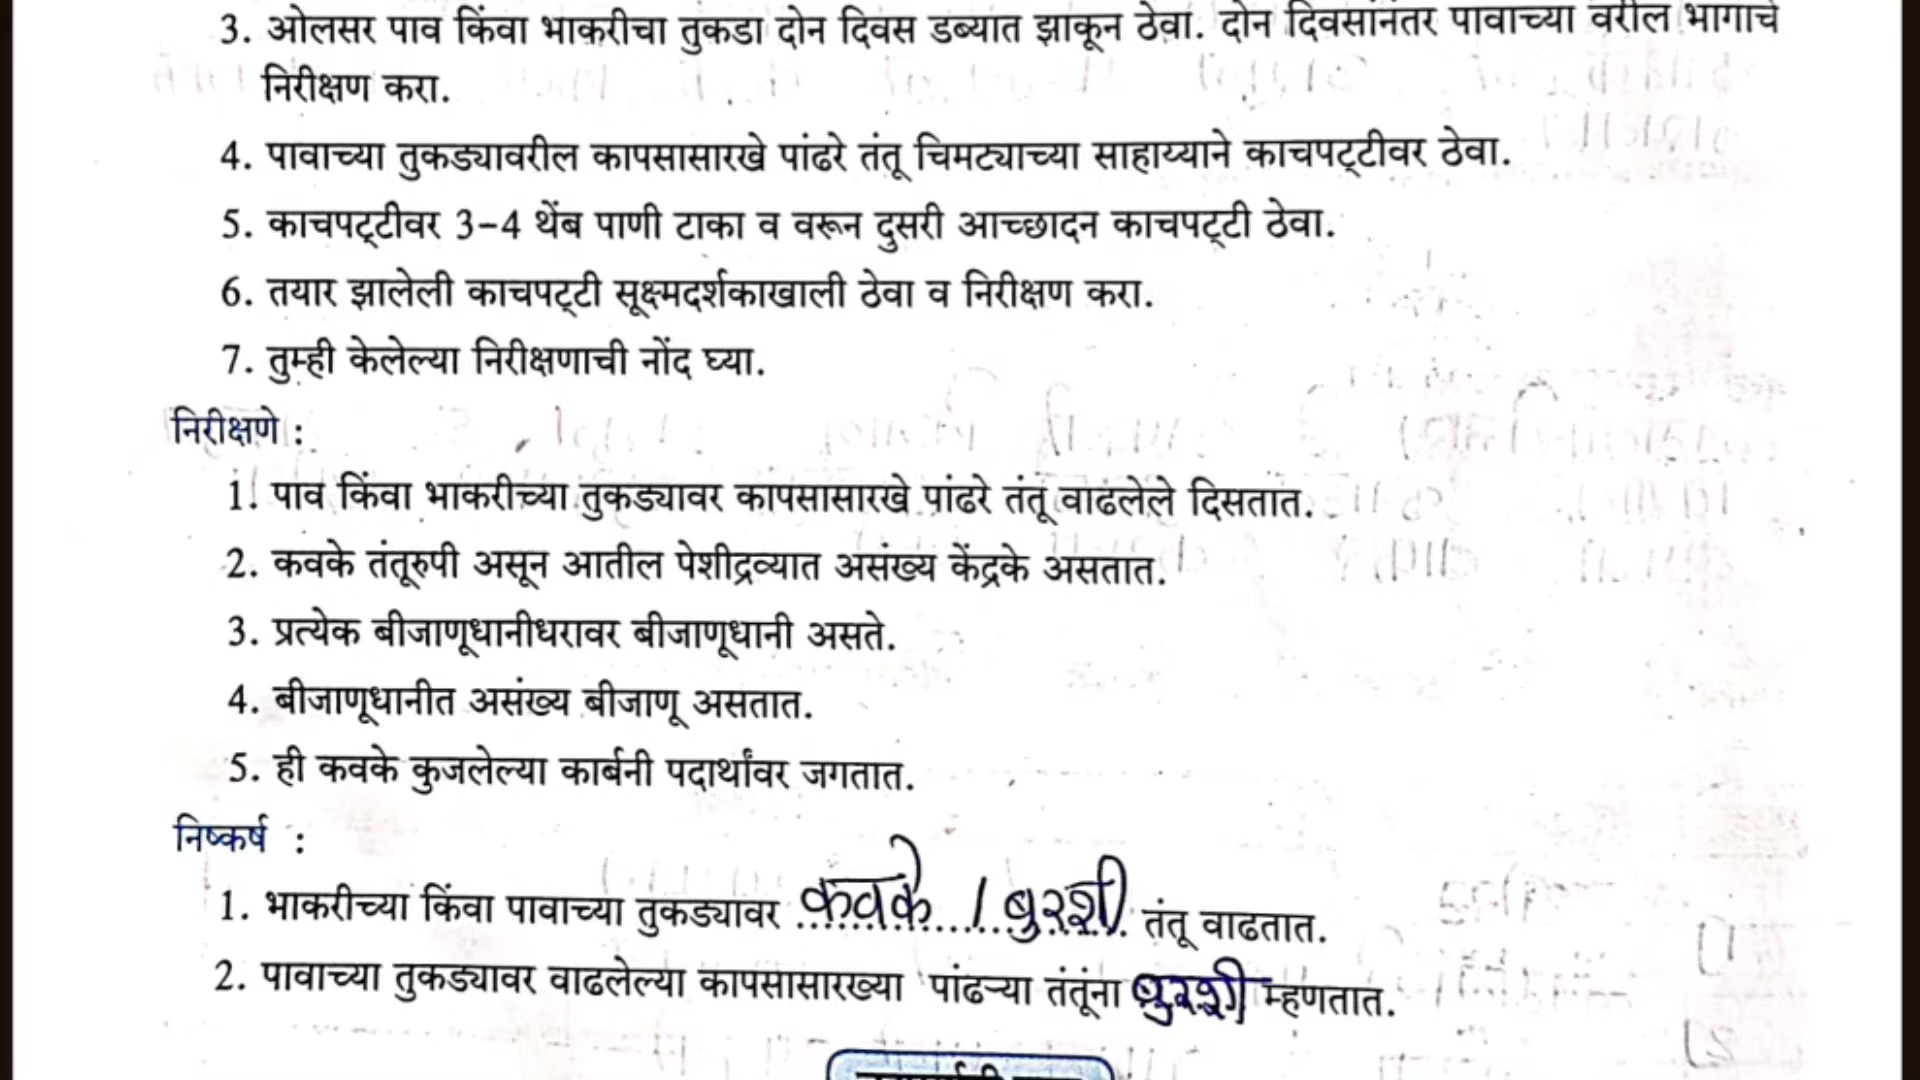 3. ओलसर पाव किंवा भाकरीचा तुकडा दोन दिवस डब्यात झाकून ठेवा. दोन दिवसांनंतर पावाच्या वरील भागाचे
निरीक्षण करा.
4. पावाच्या तुकड्यावरील कापसासारखे पांढरे तंतू चिमट्याच्या साहाय्याने काचपट्टीवर ठेवा.
5. काचपट्टीवर 3-4 थेंब पाणी टाका व वरून दुसरी आच्छादन काचपट्टी ठेवा.
6. तयार झालेली काचपट्टी सूक्ष्मदर्शकाखाली ठेवा व निरीक्षण करा.
7. तुम्ही केलेल्या निरीक्षणाची नोंद घ्या.
निरीक्षणे :
1. पाव किंवा भाकरीच्या तुकड्यावर कापसासारखे पांढरे तंतू वाढलेले दिसतात.
2. कवके तंतूरुपी असून आतील पेशीद्रव्यात असंख्य केंद्रके असतात.
3. प्रत्येक बीजाणूधानीधरावर बीजाणूधानी असते.
4. बीजाणूधानीत असंख्य बीजाणू असतात.
5. ही कवके कुजलेल्या कार्बनी पदार्थांवर जगतात.
निष्कर्ष :
1. भाकरीच्या किंवा पावाच्या तुकड्यावर कवके / बुरशी तंतू वाढतात.
2. पावाच्या तुकड्यावर वाढलेल्या कापसासारख्या पांढऱ्या तंतूंना बुरशी म्हणतात.